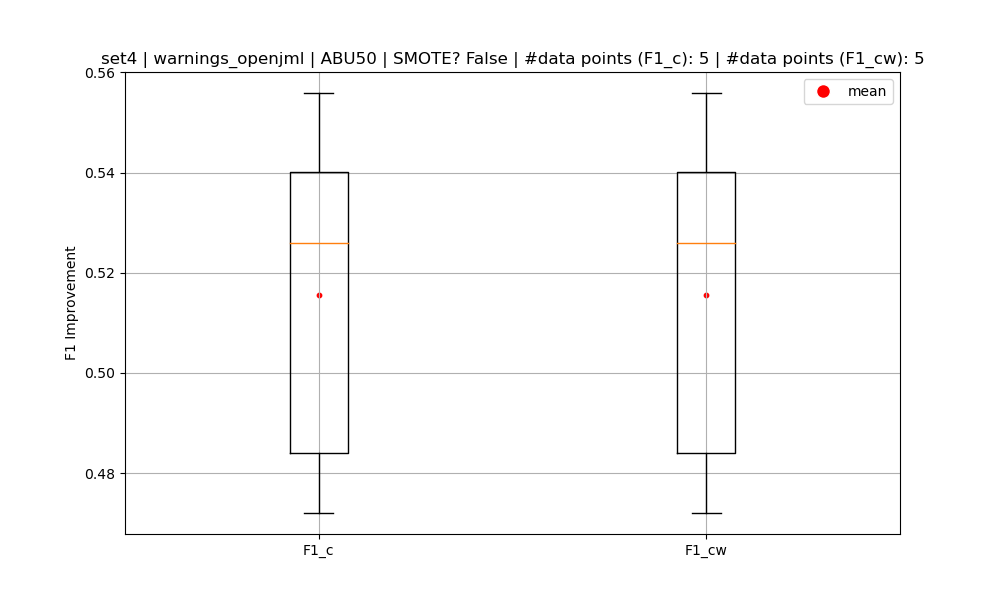 set4 | warnings_openjml | ABU50 | SMOTE? False | #data points (F1_c): 5 | #data points (F1_cw): 5
mean
F1 Improvement
0.56
0.54
0.52
0.50
0.48
F1_c
F1_cw